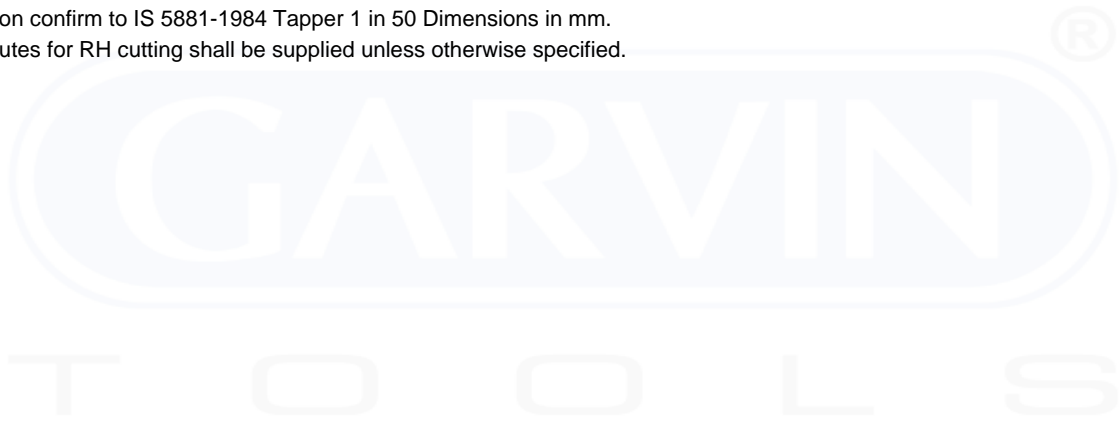 on confirm to IS 5881-1984 Tapper 1 in 50 Dimensions in mm.
utes for RH cutting shall be supplied unless otherwise specified.
®
GARVIN
TOOLS